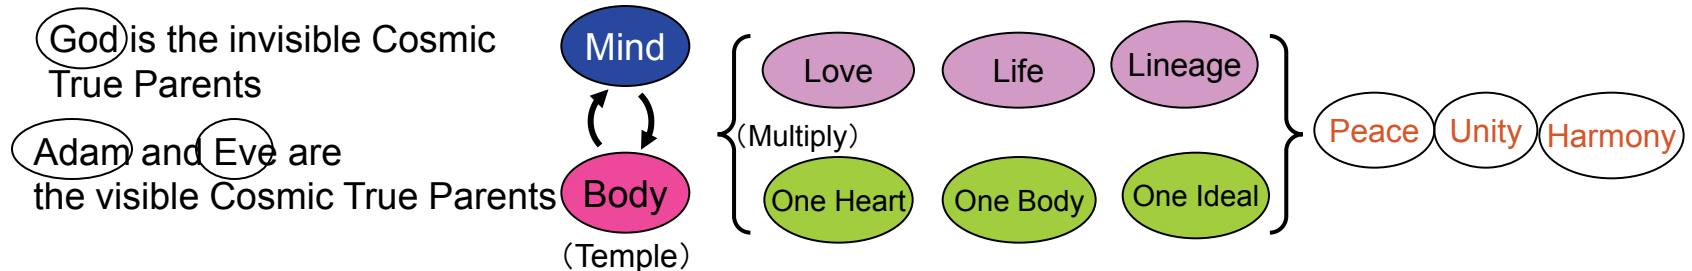 God is the invisible Cosmic
True Parents
Adam and Eve are
the visible Cosmic True Parents
Mind
Body
(Temple)
Love
Life
Lineage
(Multiply)
One Heart
One Body
One Ideal
Peace
Unity
Harmony